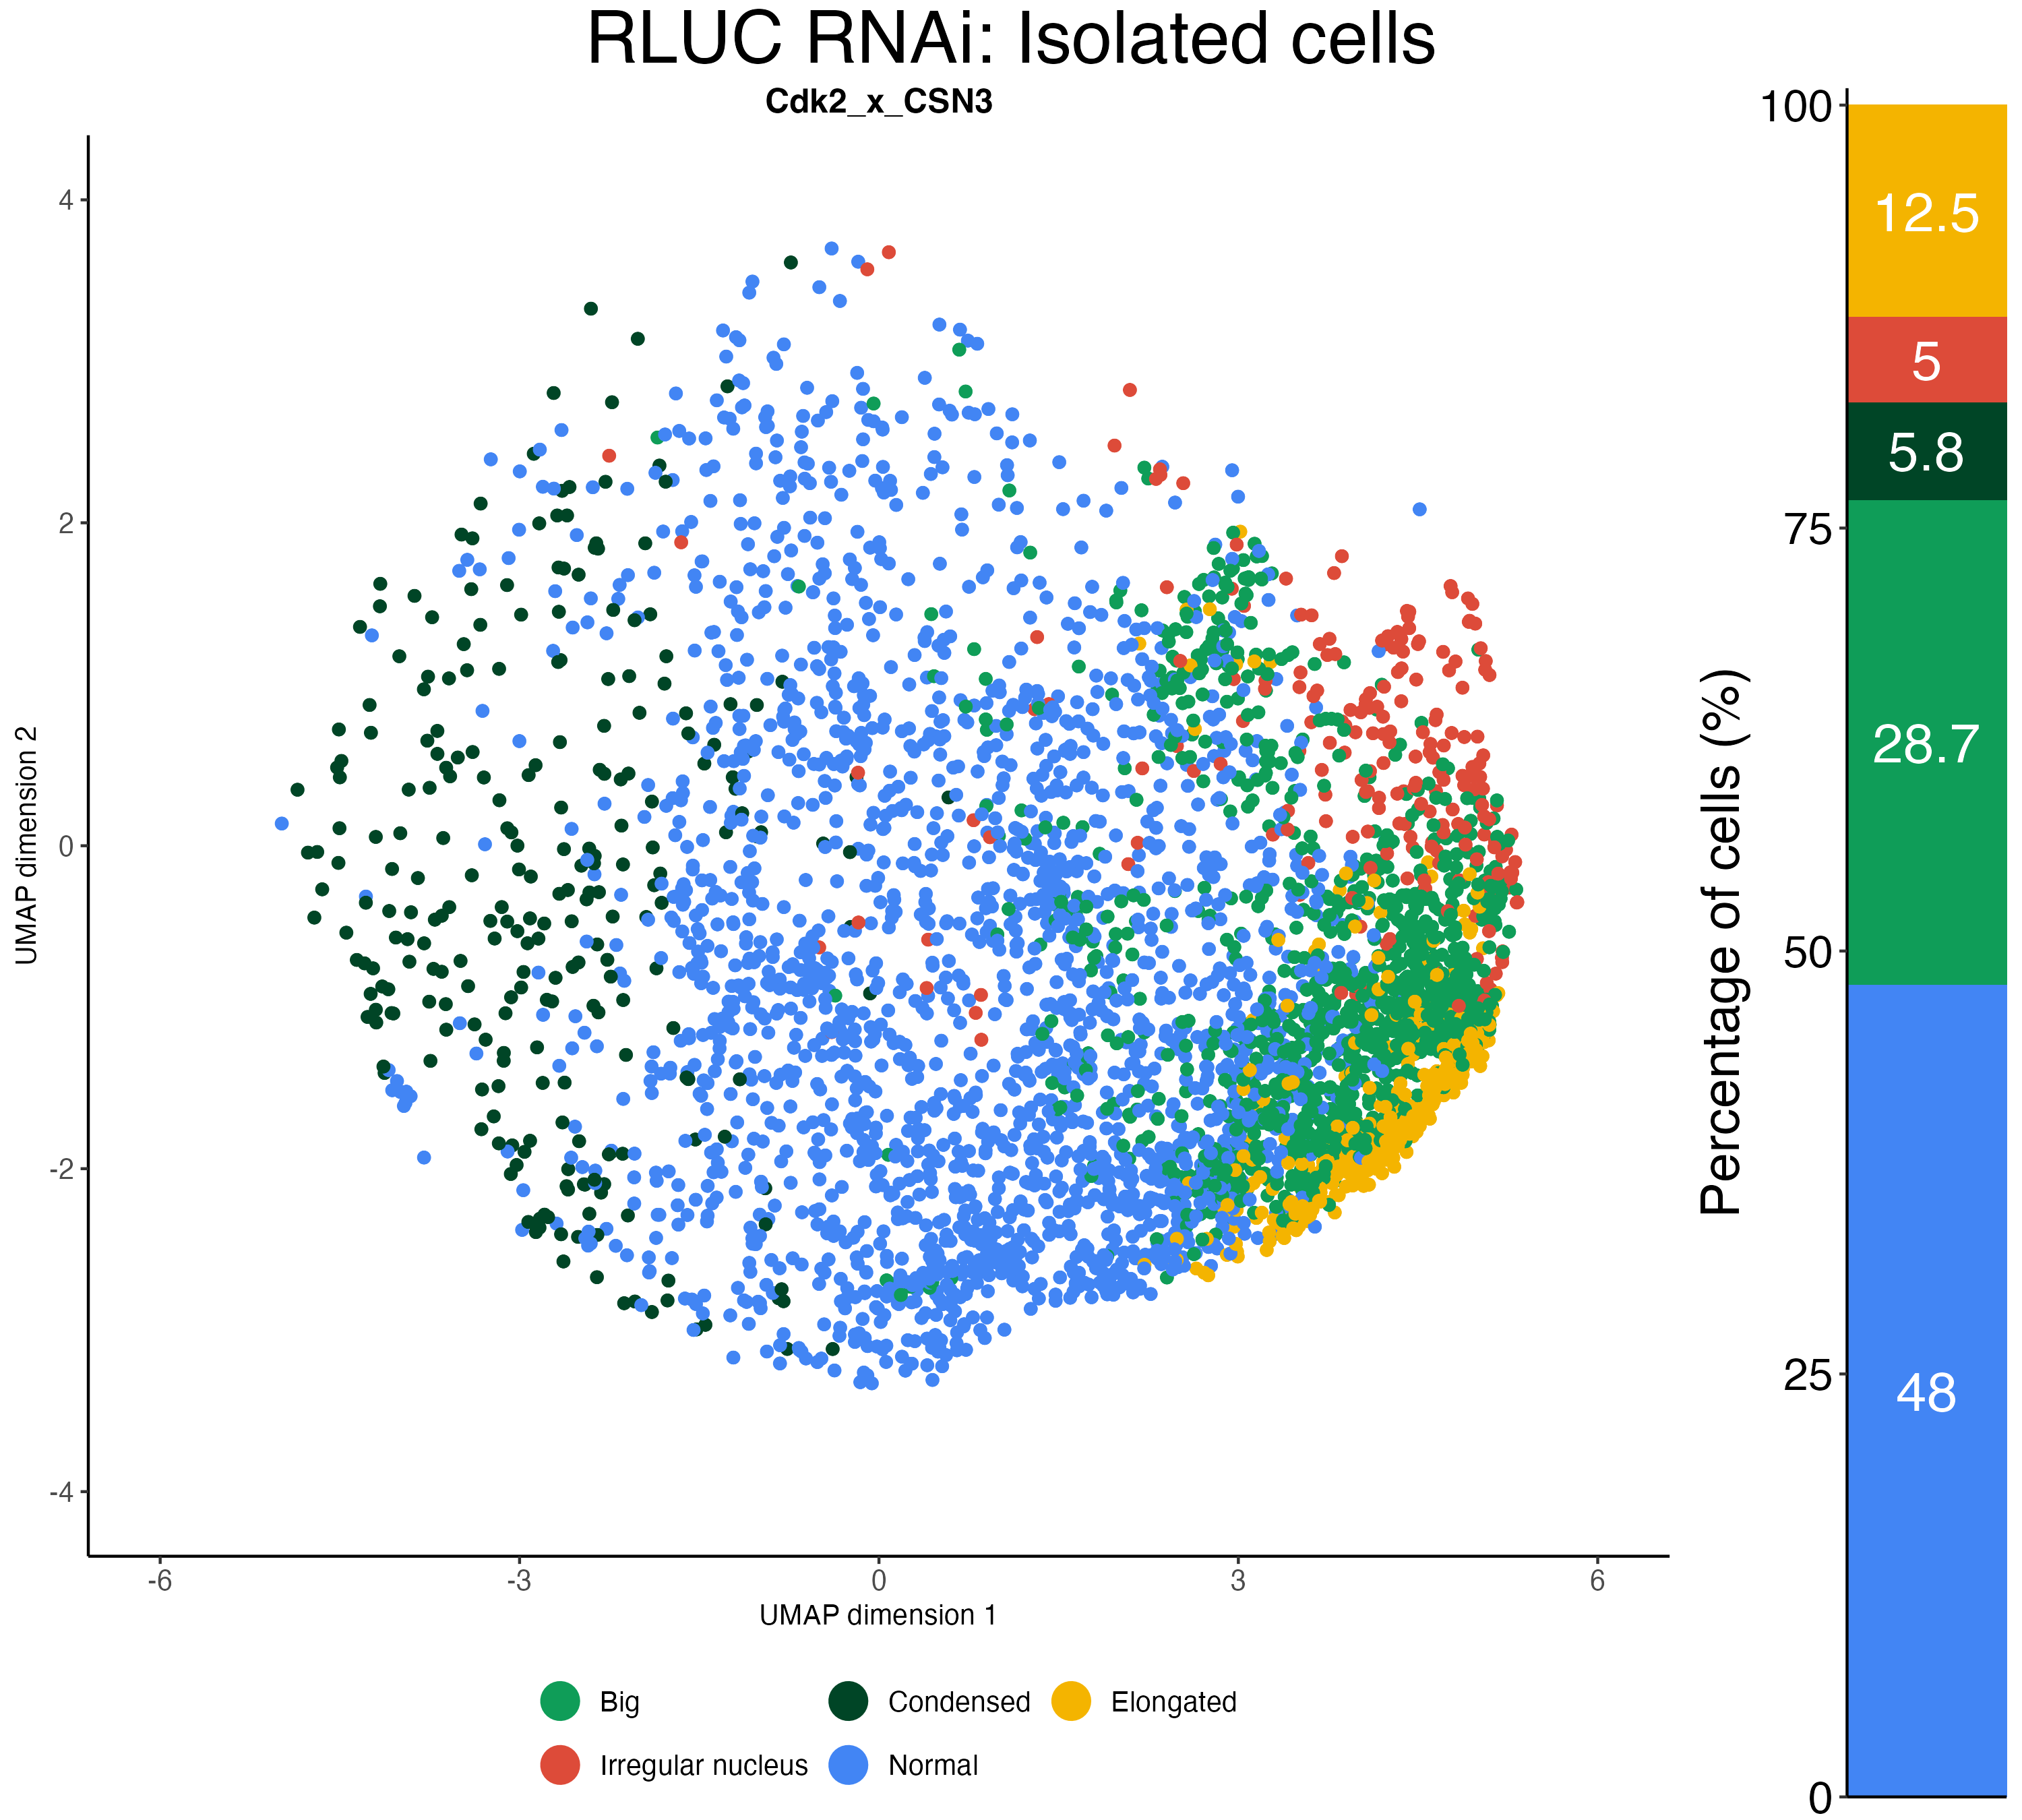 RLUC RNAi: Isolated cells
Cdk2_x_CSN3
4
2
0
-2
-4
UMAP dimension 2
-6
-3
0
3
6
UMAP dimension 1
Big
Condensed
Elongated
Irregular nucleus
Normal
Percentage of cells (%)
100
75
50
25
0
12.5
5
5.8
28.7
48